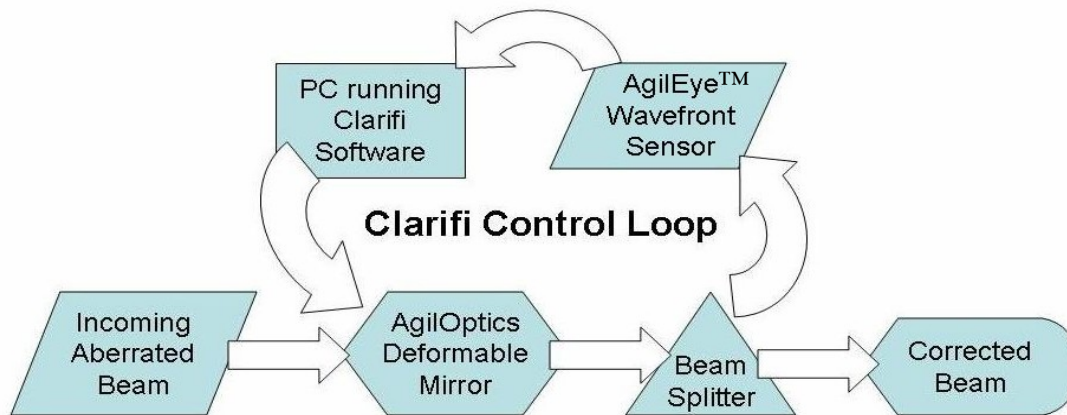 PC running
Clarifi
Software
AgilEye™
Wavefront
Sensor
Clarifi Control Loop
Incoming
Aberrated
Beam
AgilOptics
Deformable
Mirror
Beam
Splitter
Corrected
Beam